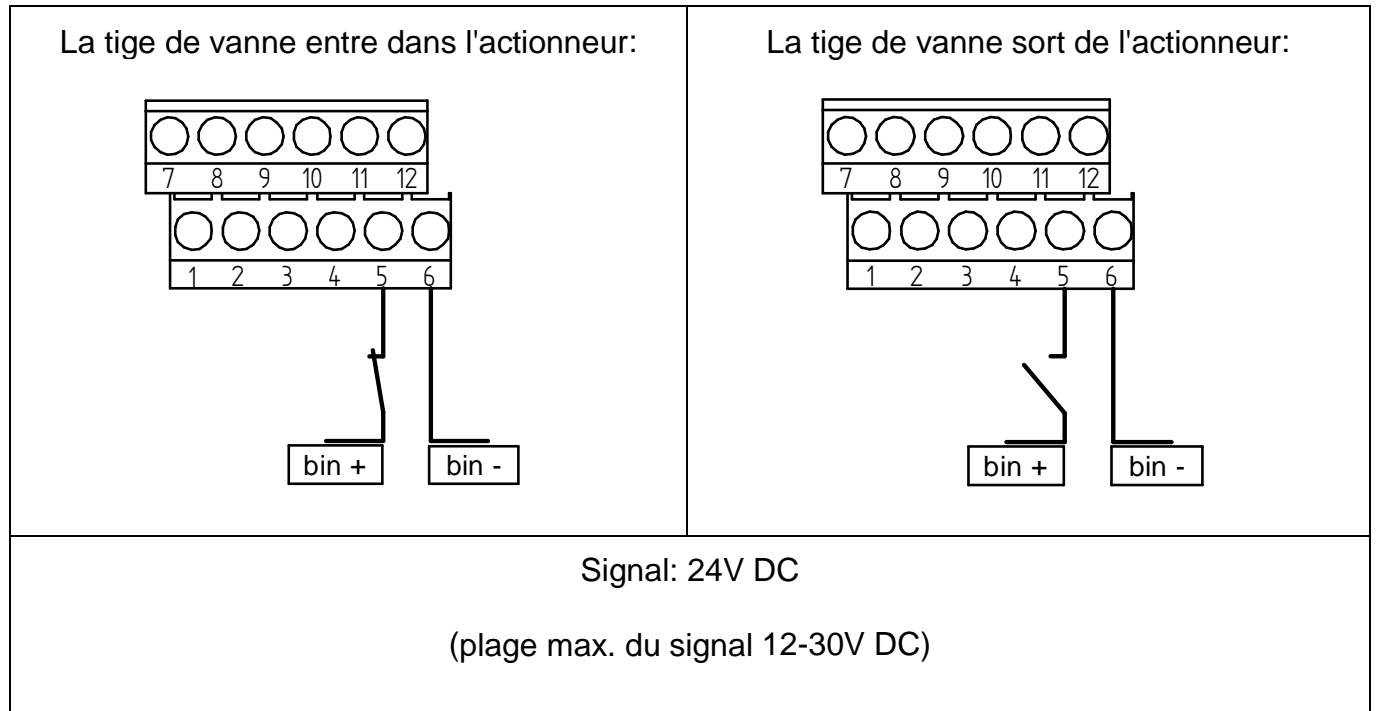 La tige de vanne entre dans l'actionneur:
7 8 9 10 11 12
1 2 3 4 5 6
bin + bin -
La tige de vanne sort de l'actionneur:
7 8 9 10 11 12
1 2 3 4 5 6
bin + bin -
Signal: 24V DC
(plage max. du signal 12-30V DC)